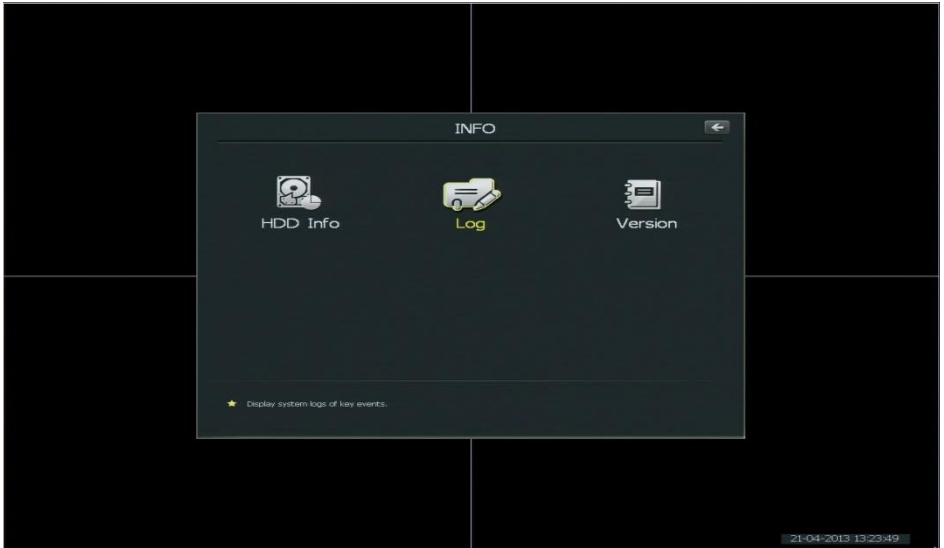 INFO
HDD Info
Log
Version
Display system logs of key events.
21-04-2013 13:23:49